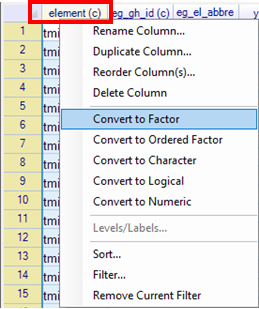 element (c) eg_gh_id (c) eg_el_abbre y
1 tmi Rename Column...
2 tmi Duplicate Column...
3 tmi Reorder Column(s)...
4 tmi Delete Column
5 tmi Convert to Factor
6 tmi Convert to Ordered Factor
7 tmi Convert to Character
8 tmi Convert to Logical
9 tmi
10 tmi Convert to Numeric
11 tmi Levels/Labels...
12 tmi
13 tmi Sort...
14 tmi Filter...
15 tmi Remove Current Filter